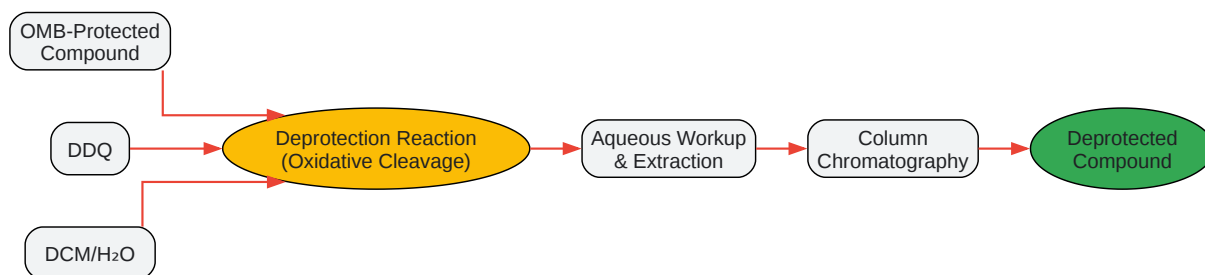 OMB-Protected
Compound
DDQ
DCM/H₂O
Deprotection Reaction
(Oxidative Cleavage)
Aqueous Workup
& Extraction
Column
Chromatography
Deprotected
Compound